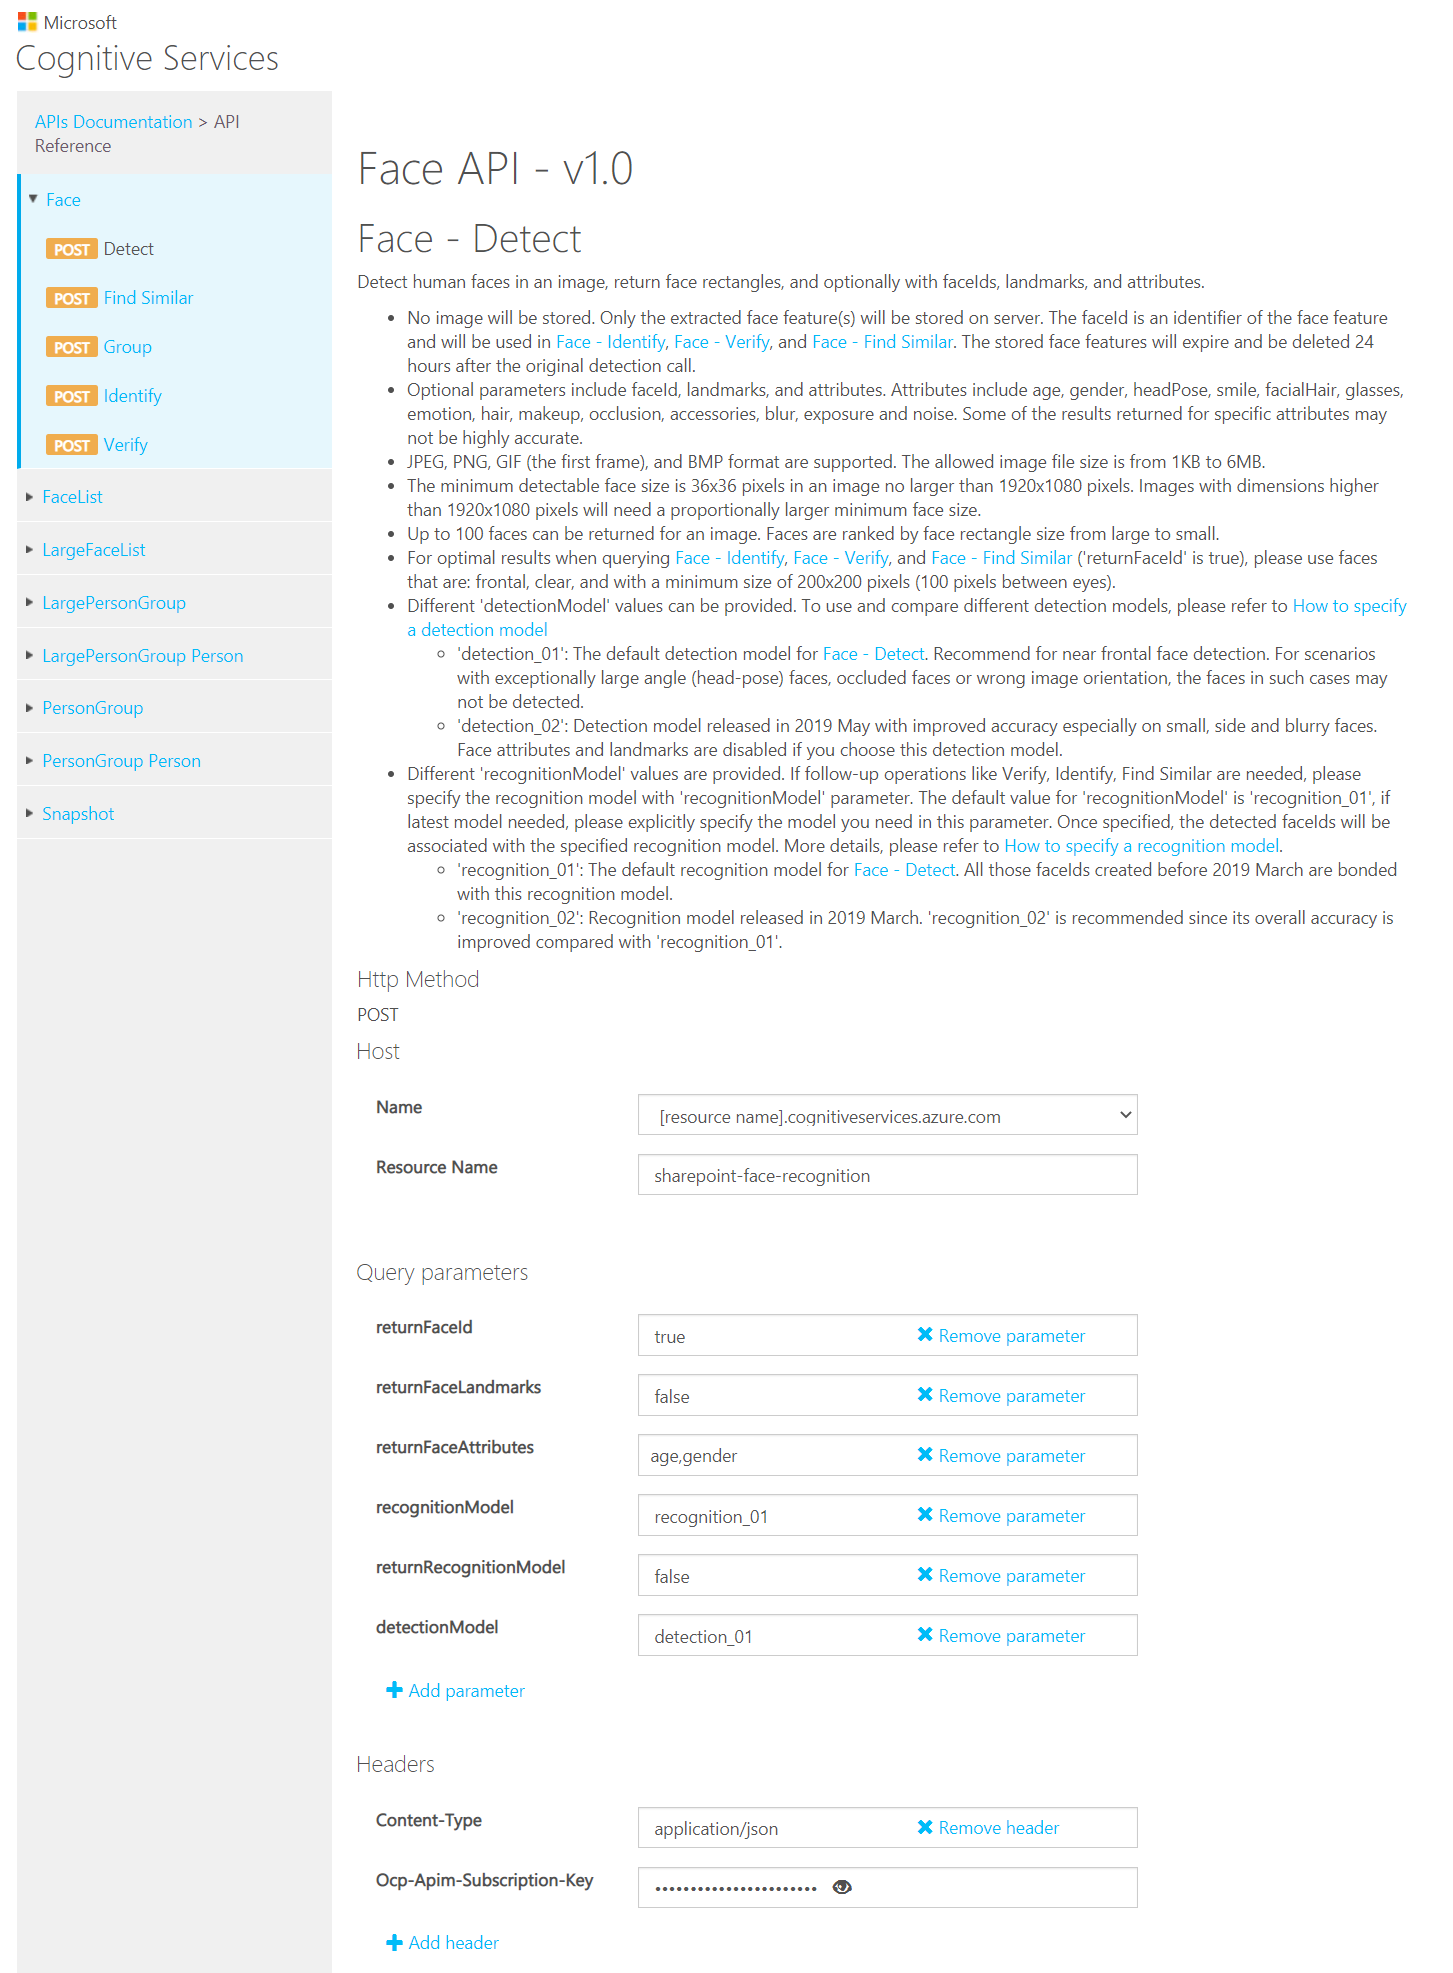 Microsoft
Cognitive Services
APIs Documentation > API
Reference
Face
POST Detect
POST Find Similar
POST Group
POST Identify
POST Verify
FaceList
LargeFaceList
LargePersonGroup
LargePersonGroup Person
PersonGroup
PersonGroup Person
Snapshot
Face API - v1.0
Face - Detect
Detect human faces in an image, return face rectangles, and optionally with faceIds, landmarks, and attributes.
• No image will be stored. Only the extracted face feature(s) will be stored on server. The faceId is an identifier of the face feature
and will be used in Face - Identify, Face - Verify, and Face - Find Similar. The stored face features will expire and be deleted 24
hours after the original detection call.
• Optional parameters include faceId, landmarks, and attributes. Attributes include age, gender, headPose, smile, facialHair, glasses,
emotion, hair, makeup, occlusion, accessories, blur, exposure and noise. Some of the results returned for specific attributes may
not be highly accurate.
• JPEG, PNG, GIF (the first frame), and BMP format are supported. The allowed image file size is from 1KB to 6MB.
• The minimum detectable face size is 36x36 pixels in an image no larger than 1920x1080 pixels. Images with dimensions higher
than 1920x1080 pixels will need a proportionally larger minimum face size.
• Up to 100 faces can be returned for an image. Faces are ranked by face rectangle size from large to small.
• For optimal results when querying Face - Identify, Face - Verify, and Face - Find Similar ('returnFaceId' is true), please use faces
that are: frontal, clear, and with a minimum size of 200x200 pixels (100 pixels between eyes).
• Different 'detectionModel' values can be provided. To use and compare different detection models, please refer to How to specify
a detection model
◦ 'detection_01': The default detection model for Face - Detect. Recommend for near frontal face detection. For scenarios
with exceptionally large angle (head-pose) faces, occluded faces or wrong image orientation, the faces in such cases may
not be detected.
◦ 'detection_02': Detection model released in 2019 May with improved accuracy especially on small, side and blurry faces.
Face attributes and landmarks are disabled if you choose this detection model.
• Different 'recognitionModel' values are provided. If follow-up operations like Verify, Identify, Find Similar are needed, please
specify the recognition model with 'recognitionModel' parameter. The default value for 'recognitionModel' is 'recognition_01', if
latest model needed, please explicitly specify the model you need in this parameter. Once specified, the detected faceIds will be
associated with the specified recognition model. More details, please refer to How to specify a recognition model.
◦ 'recognition_01': The default recognition model for Face - Detect. All those faceIds created before 2019 March are bonded
with this recognition model.
◦ 'recognition_02': Recognition model released in 2019 March. 'recognition_02' is recommended since its overall accuracy is
improved compared with 'recognition_01'.
Http Method
POST
Host
Name [resource name].cognitiveservices.azure.com
Resource Name sharepoint-face-recognition
Query parameters
returnFaceId true Remove parameter
returnFaceLandmarks false Remove parameter
returnFaceAttributes age,gender Remove parameter
recognitionModel recognition_01 Remove parameter
returnRecognitionModel false Remove parameter
detectionModel detection_01 Remove parameter
Add parameter
Headers
Content-Type application/json Remove header
Ocp-Apim-Subscription-Key •••••••••••••••••••••••
Add header